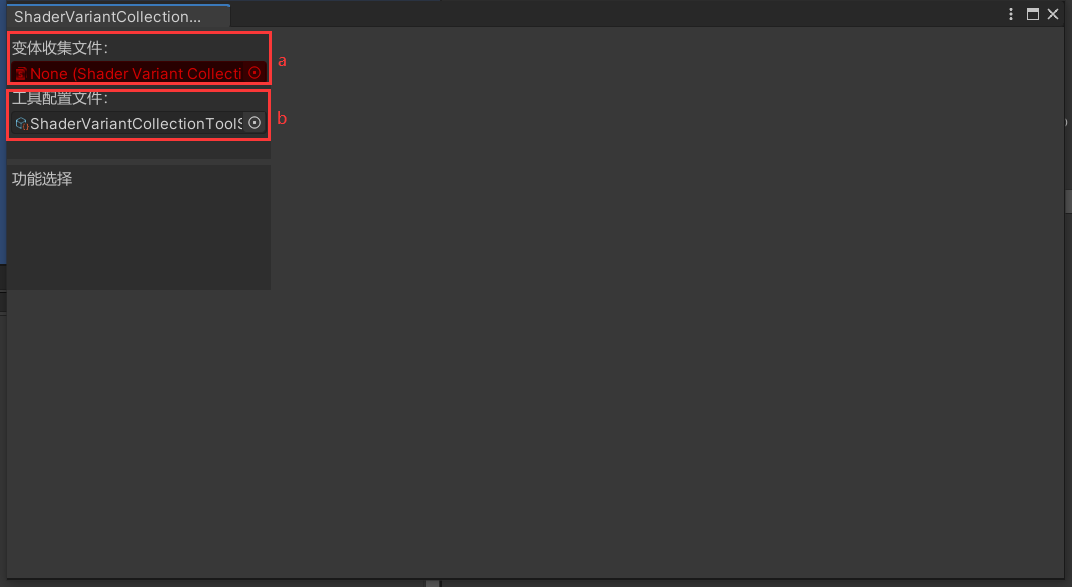 ShaderVariantCollection...
变体收集文件:
None (Shader Variant Collecti
a
工具配置文件:
ShaderVariantCollectionToolS
b
功能选择